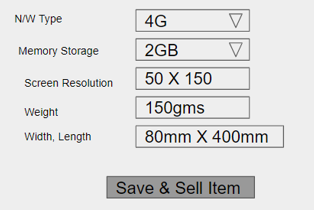 N/W Type 4G
Memory Storage 2GB
Screen Resolution 50 X 150
Weight 150gms
Width, Length 80mm X 400mm
Save & Sell Item